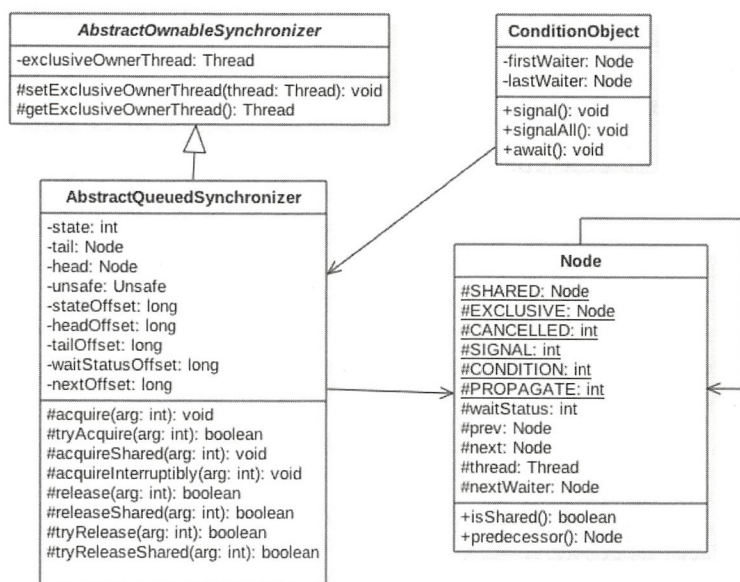 AbstractOwnableSynchronizer
-exclusiveOwnerThread: Thread
#setExclusiveOwnerThread(thread: Thread): void
#getExclusiveOwnerThread(): Thread
ConditionObject
-firstWaiter: Node
-lastWaiter: Node
+signal(): void
+signalAll(): void
+await(): void
AbstractQueuedSynchronizer
-state: int
-tail: Node
-head: Node
-unsafe: Unsafe
-stateOffset: long
-headOffset: long
-tailOffset: long
-waitStatusOffset: long
-nextOffset: long
#acquire(arg: int): void
#tryAcquire(arg: int): boolean
#acquireShared(arg: int): void
#acquireInterruptibly(arg: int): void
#release(arg: int): boolean
#releaseShared(arg: int): boolean
#tryRelease(arg: int): boolean
#tryReleaseShared(arg: int): boolean
Node
#SHARED: Node
#EXCLUSIVE: Node
#CANCELLED: int
#SIGNAL: int
#CONDITION: int
#PROPAGATE: int
#waitStatus: int
#prev: Node
#next: Node
#thread: Thread
#nextWaiter: Node
+isShared(): boolean
+predecessor(): Node